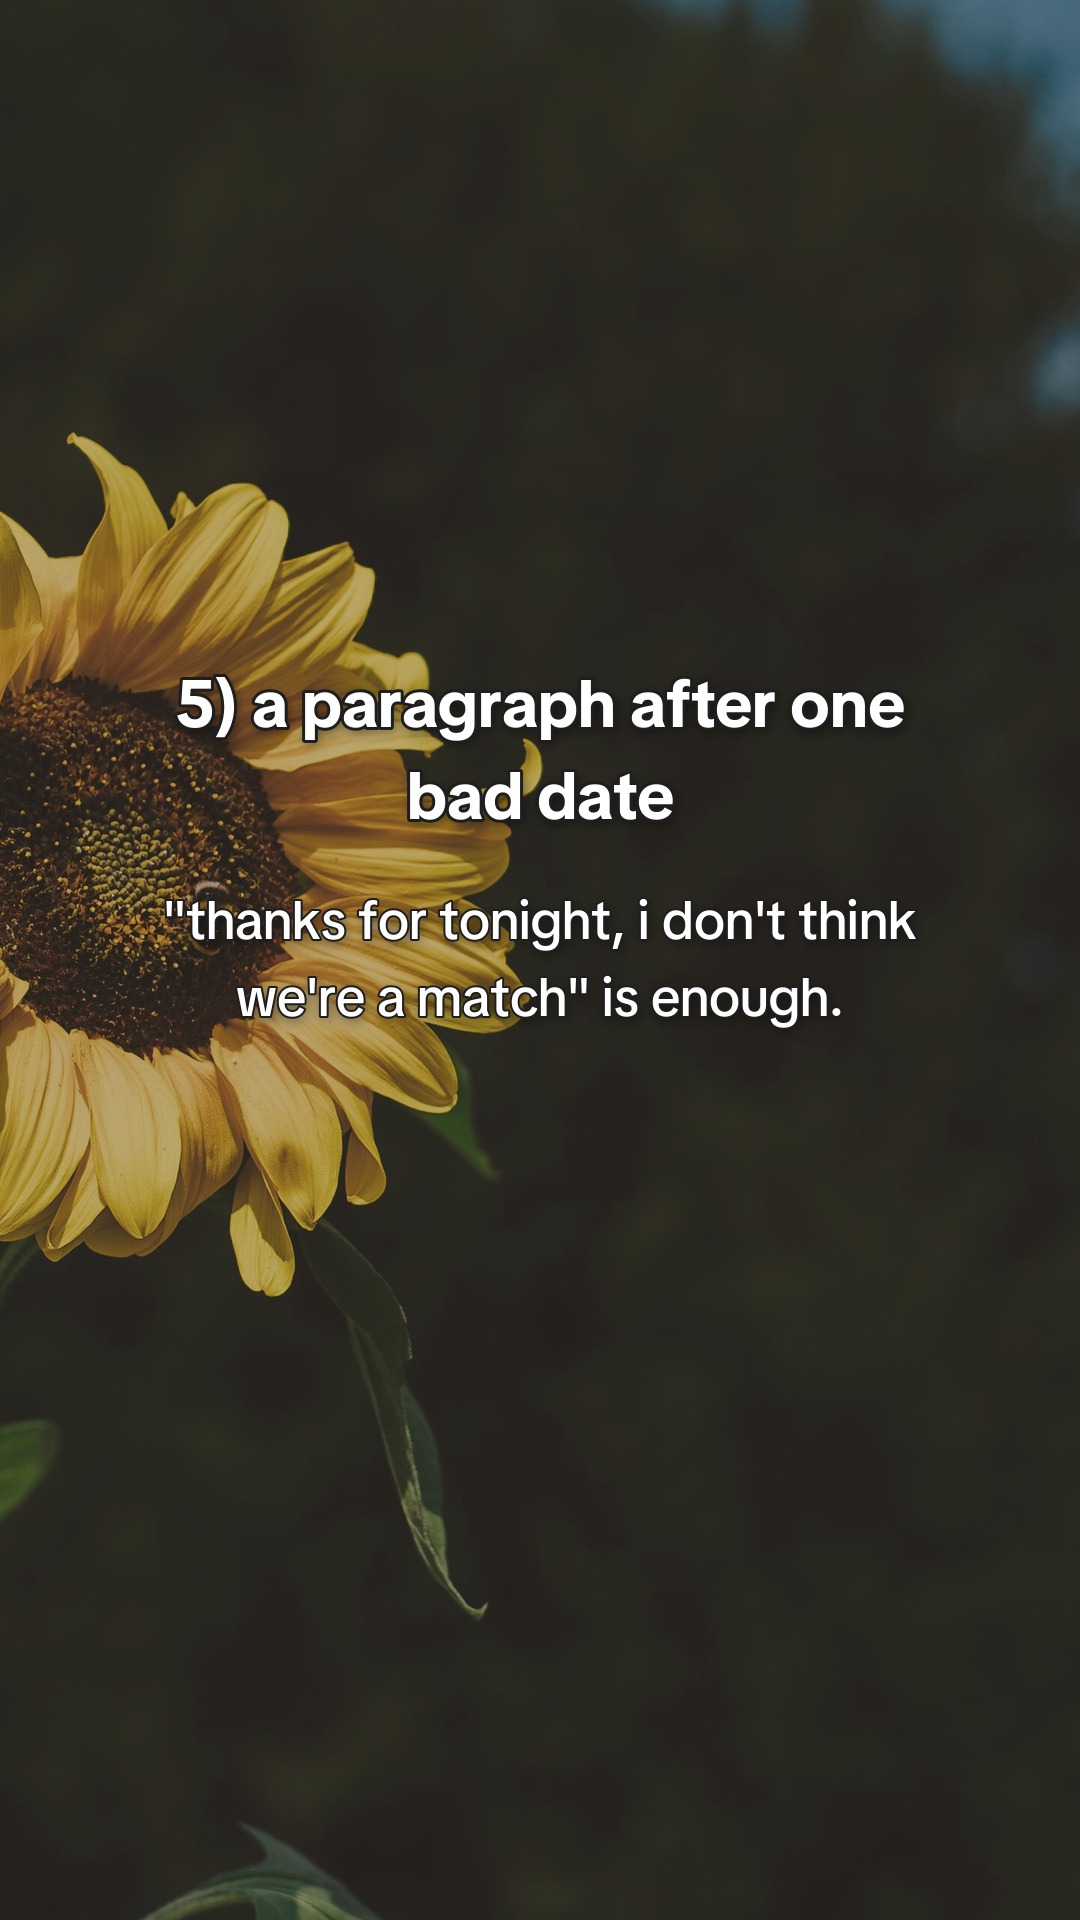 5) a paragraph after one
bad date
"thanks for tonight, i don't think
we're a match" is enough.